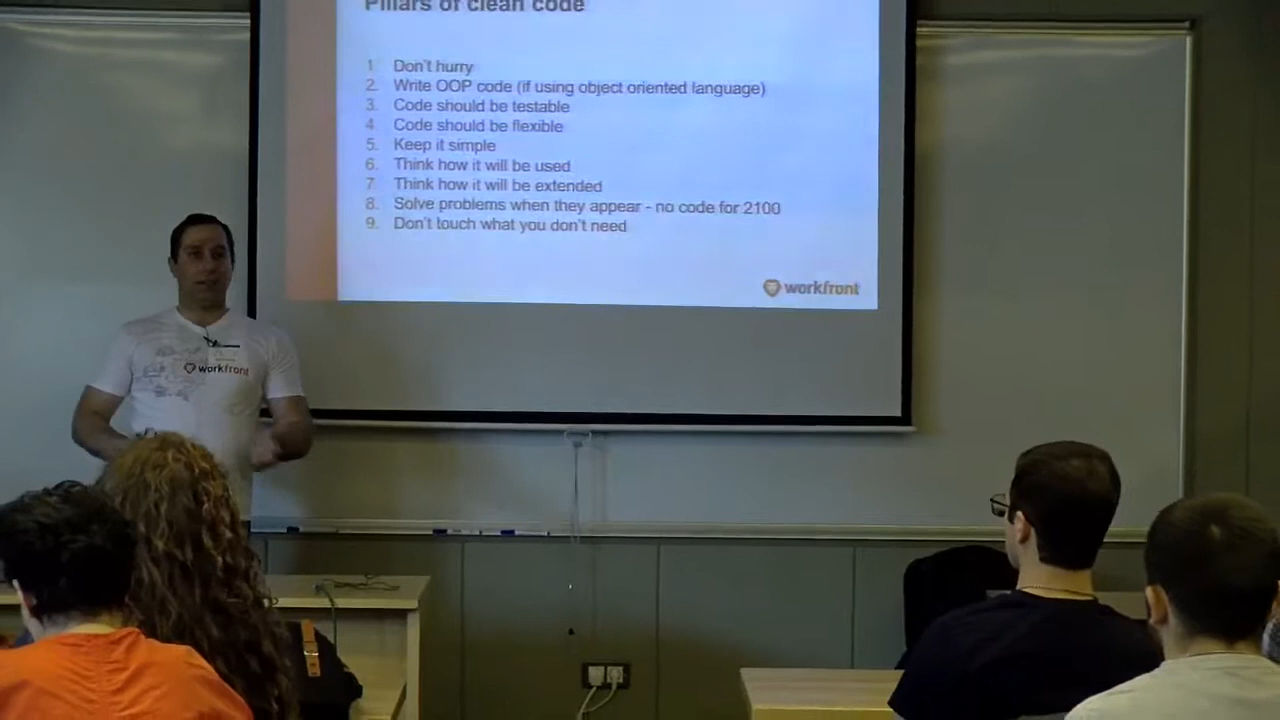 Pillars of clean code
1. Don't hurry
2. Write OOP code (if using object oriented language)
3. Code should be testable
4. Code should be flexible
5. Keep it simple
6. Think how it will be used
7. Think how it will be extended
8. Solve problems when they appear - no code for 2100
9. Don't touch what you don't need
workfront
workfront